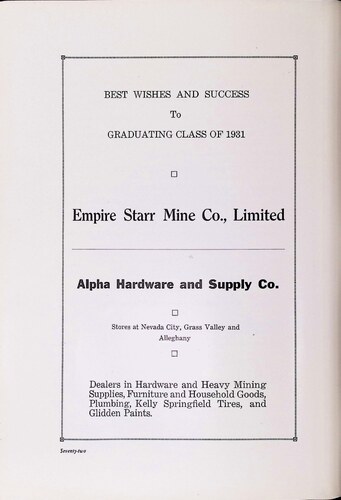 BEST WISHES AND SUCCESS
To
GRADUATING CLASS OF 1931
Empire Starr Mine Co., Limited
Alpha Hardware and Supply Co.
Stores at Nevada City, Grass Valley and
Alleghany
Dealers in Hardware and Heavy Mining
Supplies, Furniture and Household Goods,
Plumbing, Kelly Springfield Tires, and
Glidden Paints.
Seventy-two